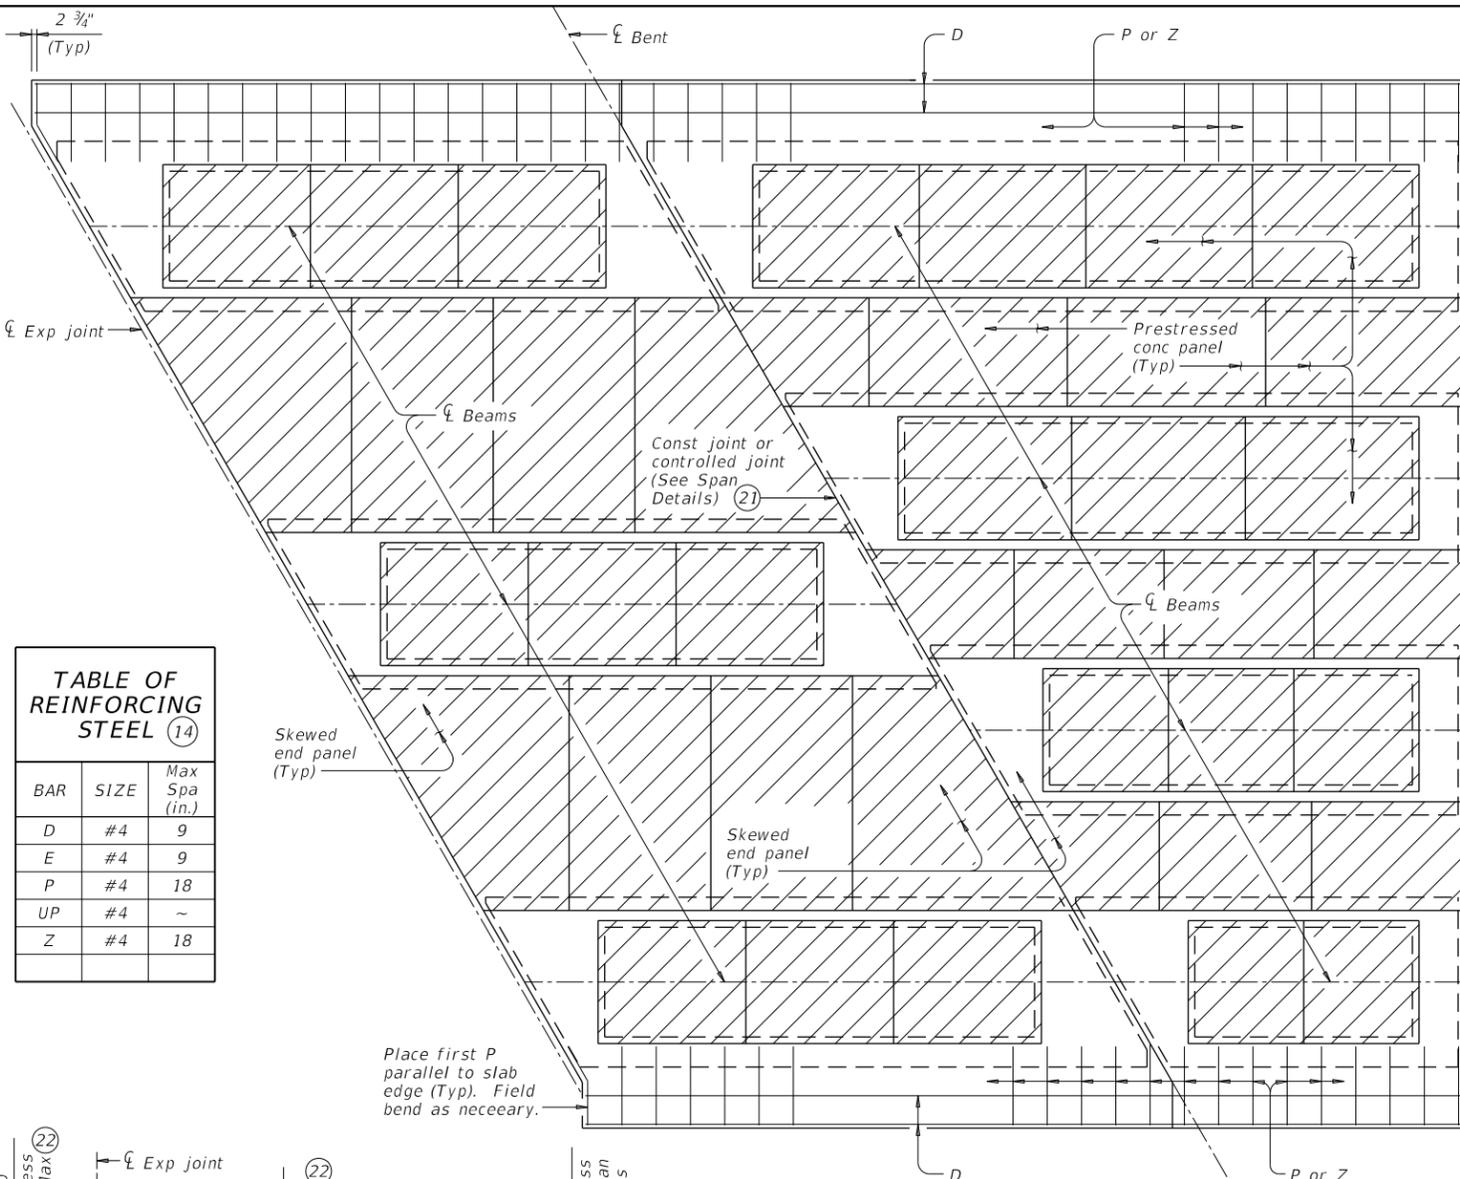 2 ¾"
(Typ)
℄ Bent
D
P or Z
℄ Exp joint
℄ Beams
Prestressed
conc panel
(Typ)
Const joint or
controlled joint
(See Span
Details) 21
℄ Beams
TABLE OF
REINFORCING
STEEL 14
BAR SIZE Max Spa (in.)
D #4 9
E #4 9
P #4 18
UP #4 ~
Z #4 18
Skewed
end panel
(Typ)
Skewed
end panel
(Typ)
Place first P
parallel to slab
edge (Typ). Field
bend as neceeary.
22
℄ Exp joint
22
D
P or Z